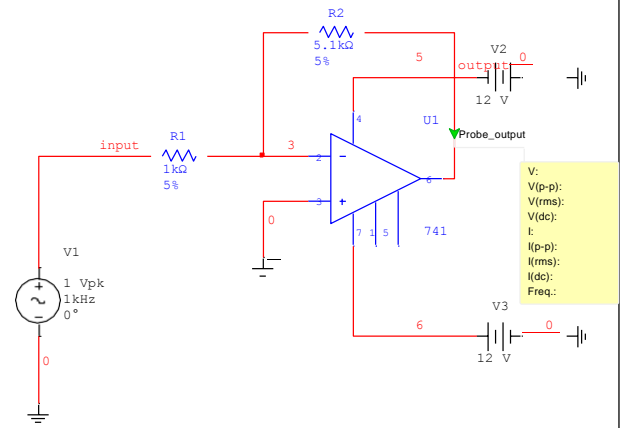 R2
5.1kΩ
5%
5
V2
output
0
12 V
4
U1
Probe_output
input
R1
1kΩ
5%
3
2
−
3
+
6
0
7
1
5
741
V:
V(p-p):
V(rms):
V(dc):
I:
I(p-p):
I(rms):
I(dc):
Freq.:
V1
+
−
1 Vpk
1kHz
0°
0
6
V3
0
12 V